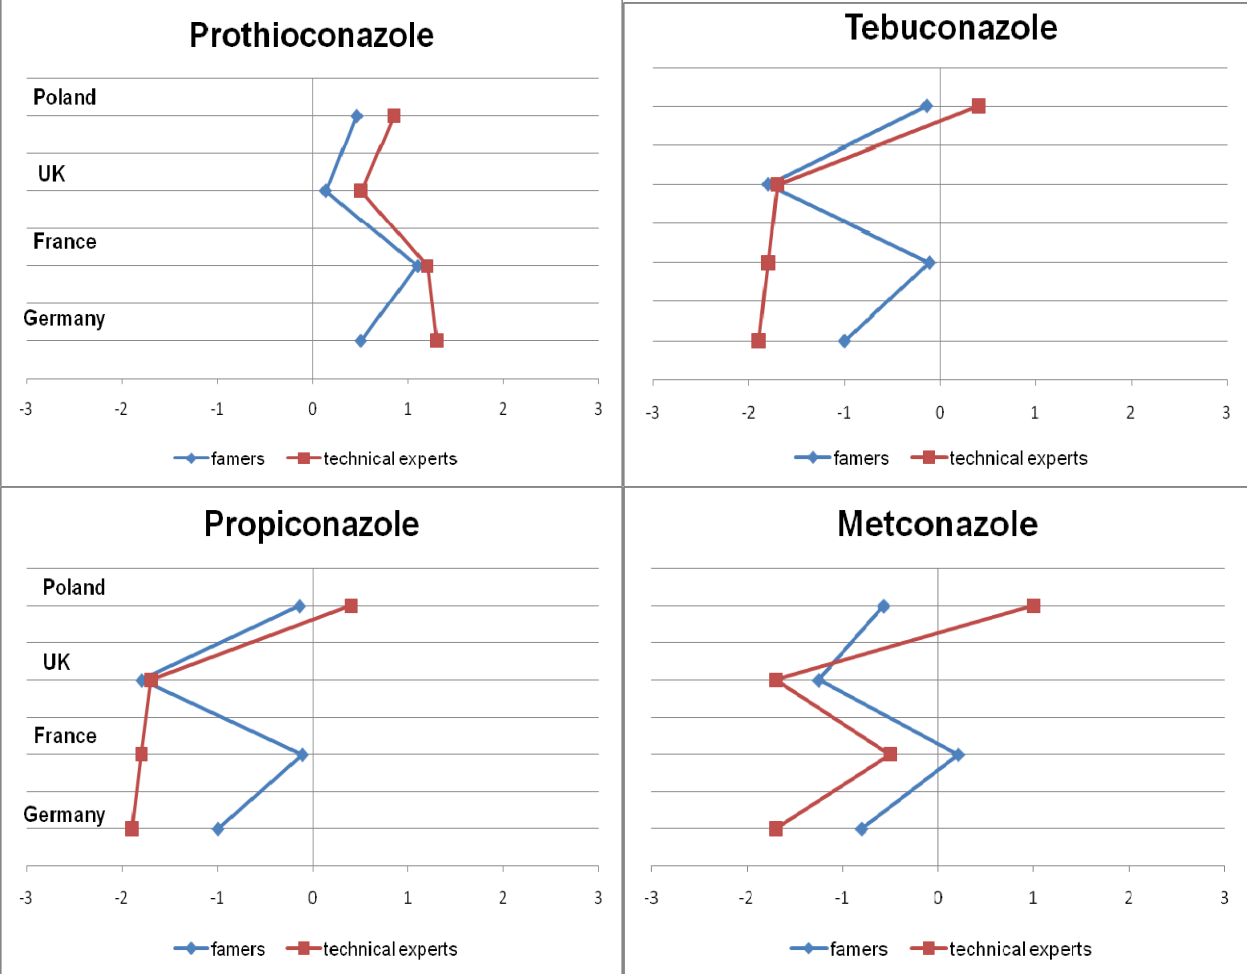 Prothioconazole
Poland
UK
France
Germany
-3 -2 -1 0 1 2 3
famers technical experts
Tebuconazole
-3 -2 -1 0 1 2 3
famers technical experts
Propiconazole
Poland
UK
France
Germany
-3 -2 -1 0 1 2 3
famers technical experts
Metconazole
-3 -2 -1 0 1 2 3
famers technical experts